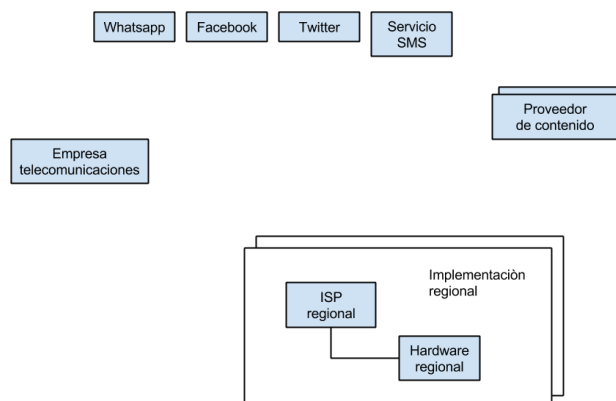 Whatsapp
Facebook
Twitter
Servicio
SMS
Proveedor
de contenido
Empresa
telecomunicaciones
Implementaciòn
regional
ISP
regional
Hardware
regional